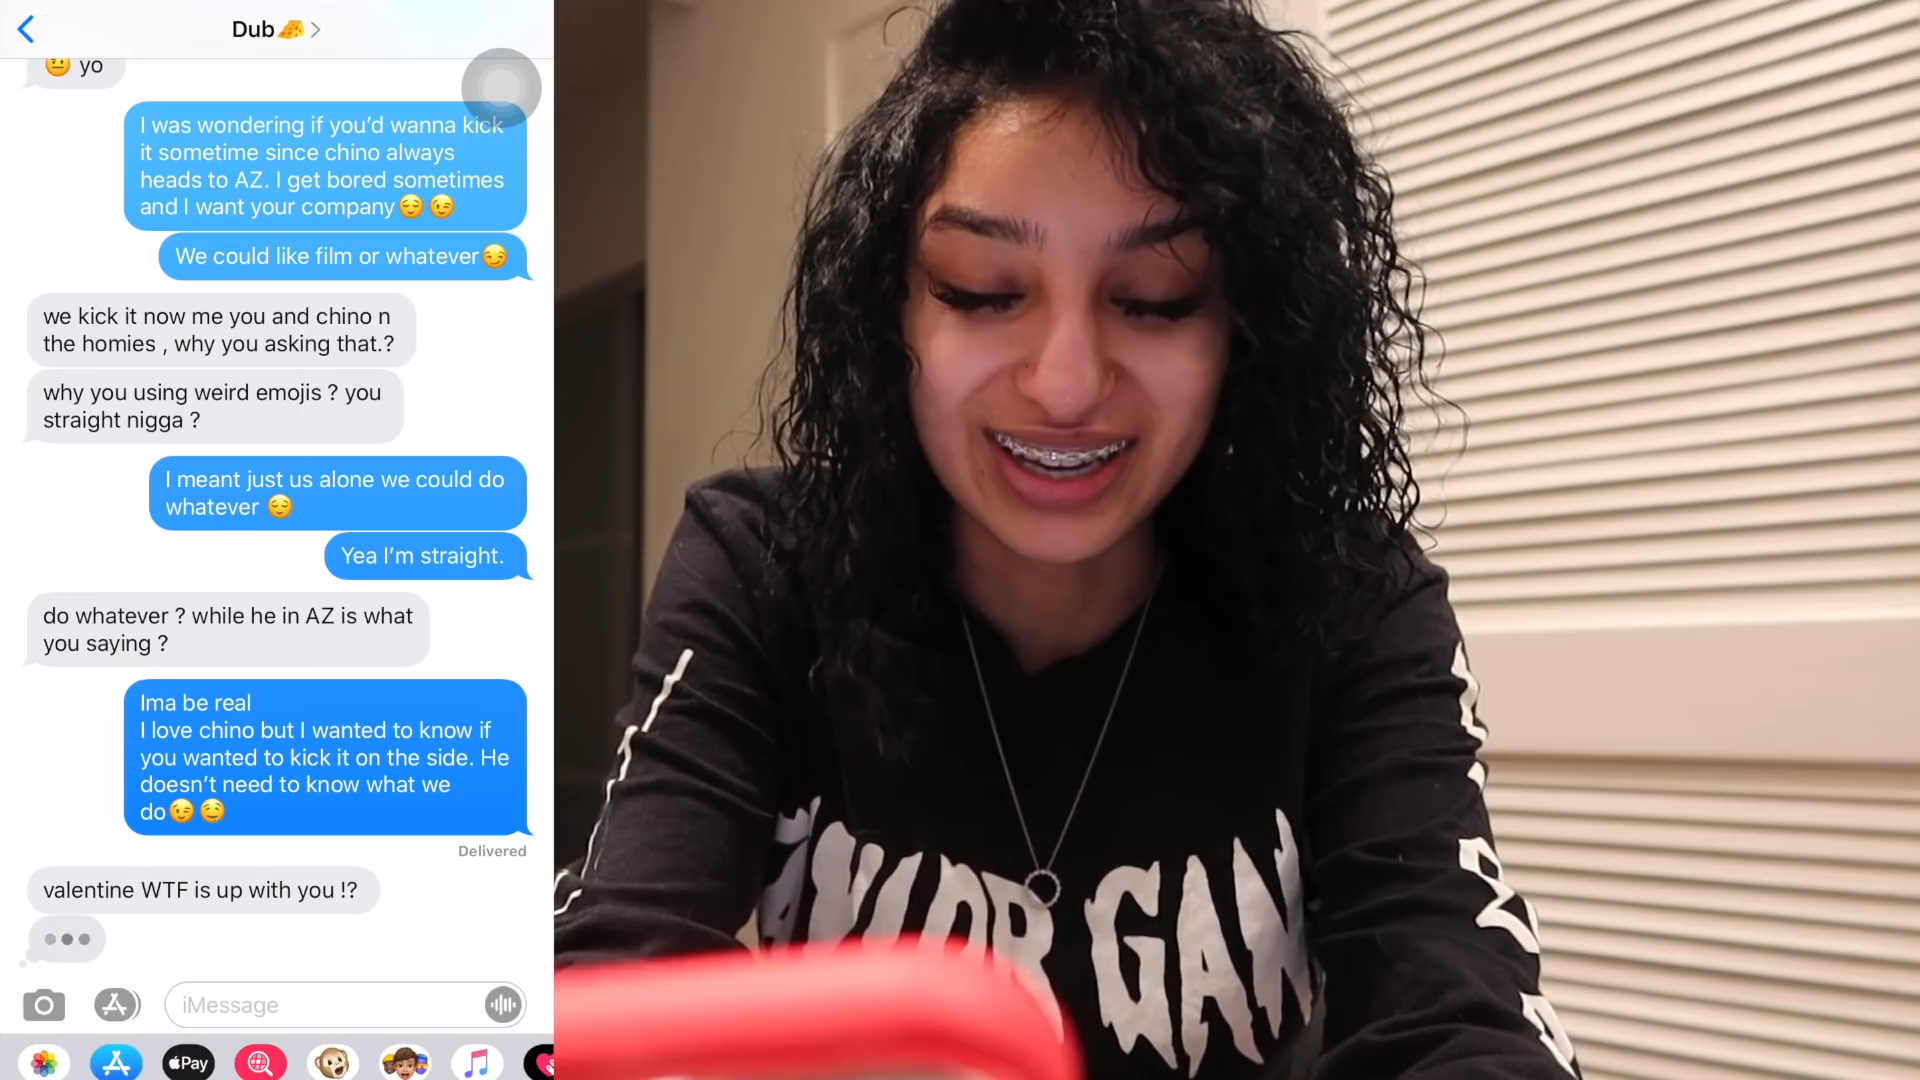 Dub🧀 >
😐 yo
I was wondering if you’d wanna kick
it sometime since chino always
heads to AZ. I get bored sometimes
and I want your company😌 😉
We could like film or whatever😏
we kick it now me you and chino n
the homies , why you asking that.?
why you using weird emojis ? you
straight nigga ?
I meant just us alone we could do
whatever 😌
Yea I’m straight.
do whatever ? while he in AZ is what
you saying ?
Ima be real
I love chino but I wanted to know if
you wanted to kick it on the side. He
doesn’t need to know what we
do😉 🤤
Delivered
valentine WTF is up with you !?
iMessage
Pay
GAN